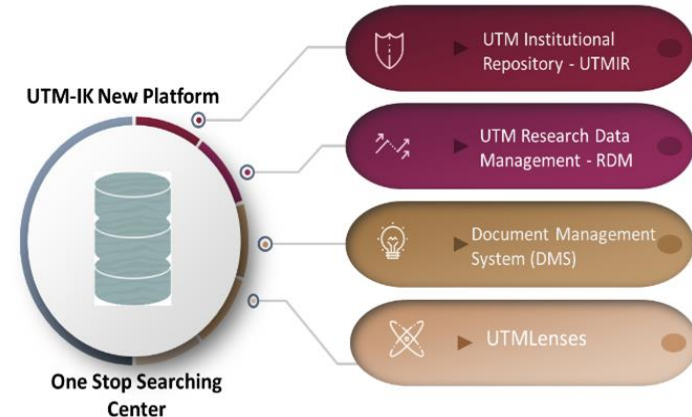 UTM-IK New Platform
One Stop Searching
Center
UTM Institutional
Repository - UTMIR
UTM Research Data
Management - RDM
Document Management
System (DMS)
UTMLenses